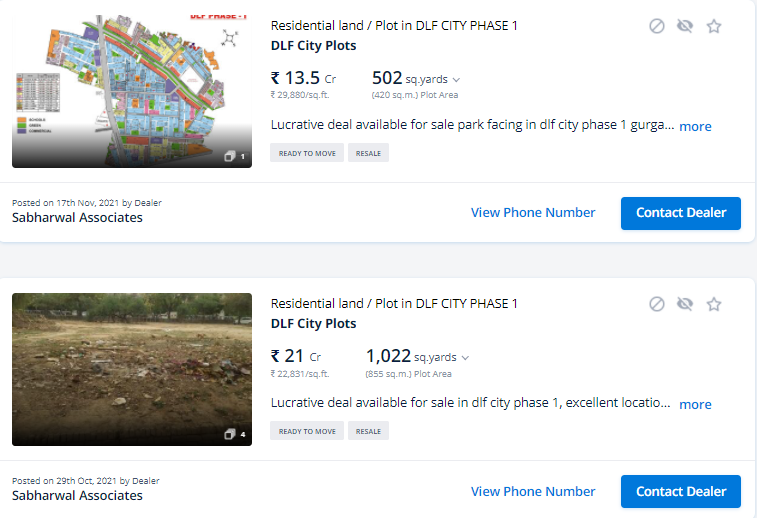 DLF PHASE - 1
SCHOOLS
GREEN
COMMERCIAL
1
Residential land / Plot in DLF CITY PHASE 1
DLF City Plots
₹ 13.5 Cr 502 sq.yards
₹ 29,880/sq.ft. (420 sq.m.) Plot Area
Lucrative deal available for sale park facing in dlf city phase 1 gurga... more
READY TO MOVE RESALE
Posted on 17th Nov, 2021 by Dealer
Sabharwal Associates
View Phone Number
Contact Dealer
4
Residential land / Plot in DLF CITY PHASE 1
DLF City Plots
₹ 21 Cr 1,022 sq.yards
₹ 22,831/sq.ft. (855 sq.m.) Plot Area
Lucrative deal available for sale in dlf city phase 1, excellent locatio... more
READY TO MOVE RESALE
Posted on 29th Oct, 2021 by Dealer
Sabharwal Associates
View Phone Number
Contact Dealer